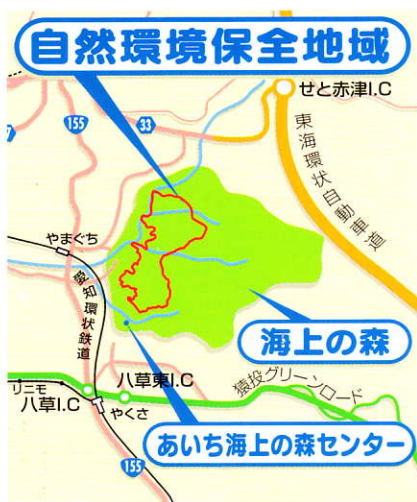 自然環境保全地域
せと赤津I.C
155
33
東海環状自動車道
やまぐち
愛知環状鉄道
海上の森
猿投グリーンロード
八草東I.C
リニモ
八草I.C
やくさ
あいち海上の森センター
155